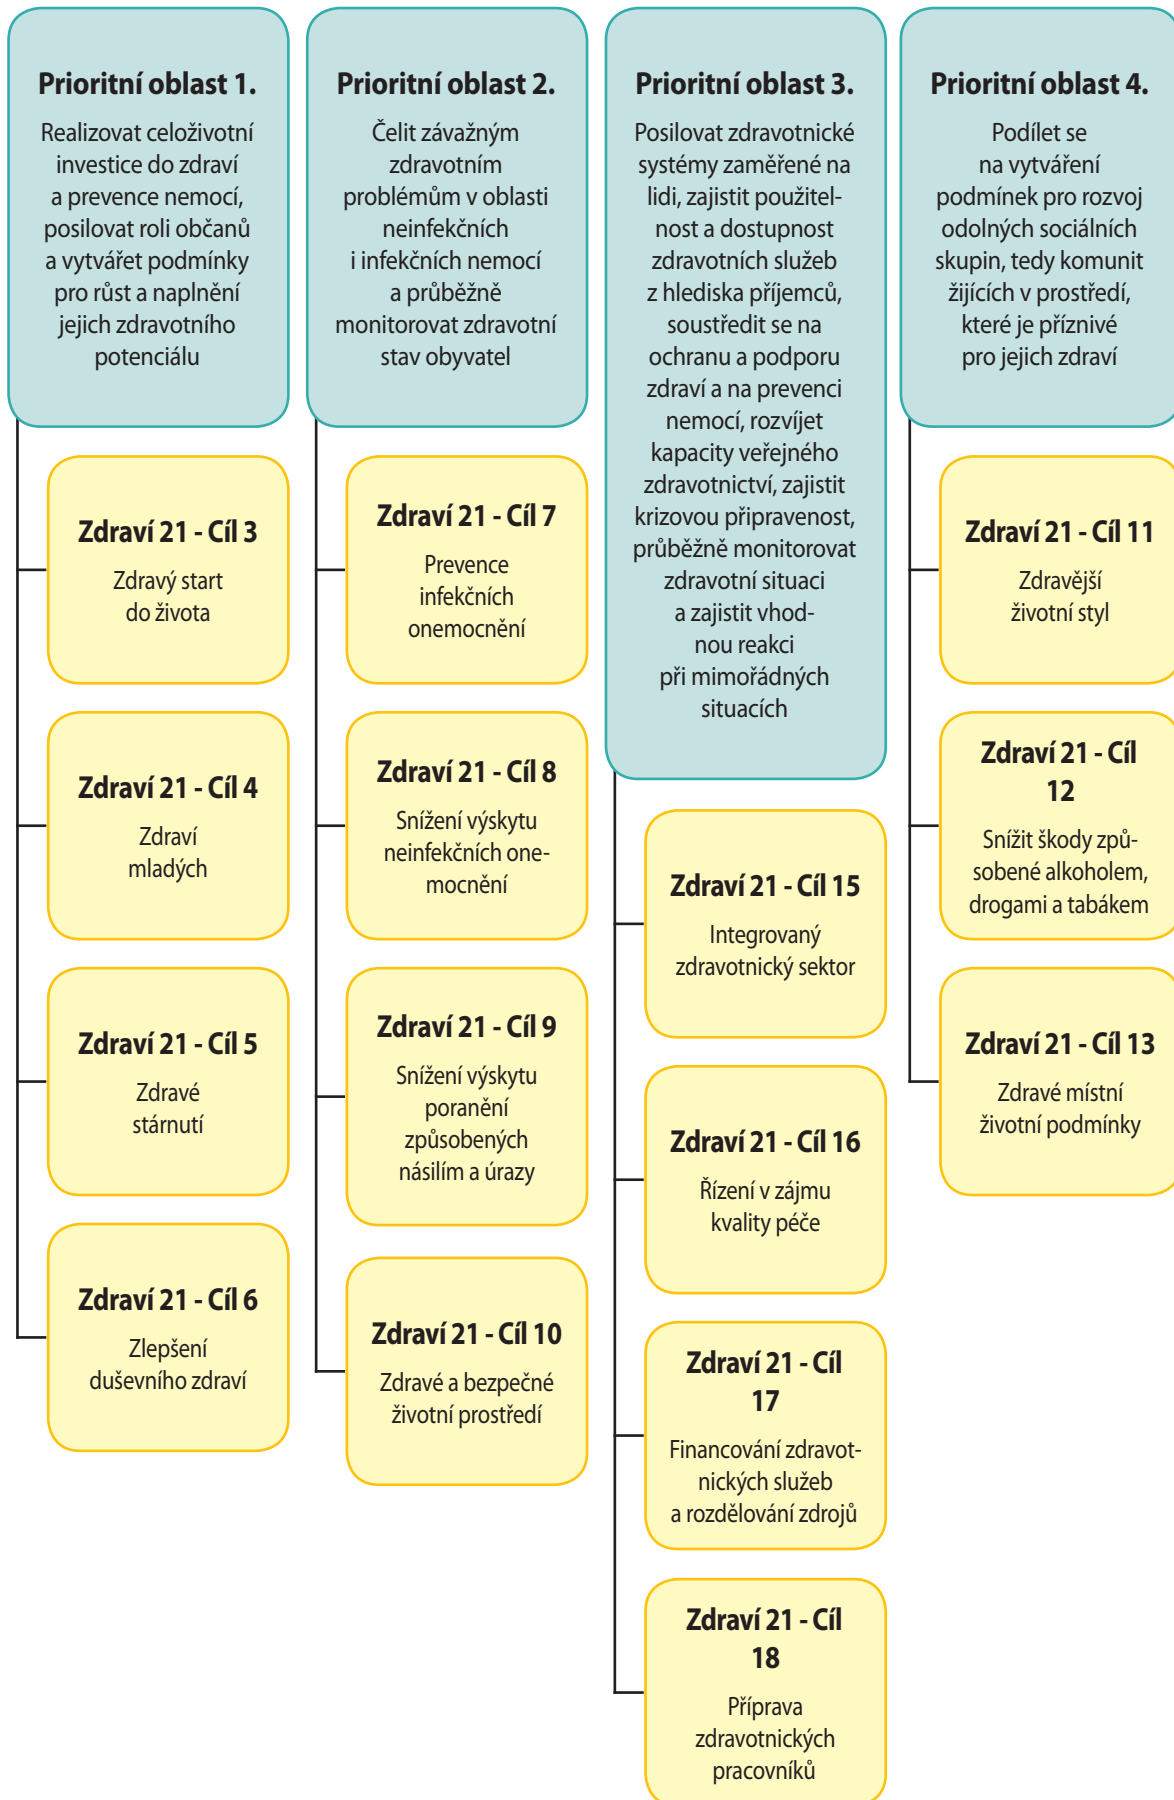 Prioritní oblast 1.
Realizovat celoživotní
investice do zdraví
a prevence nemocí,
posilovat roli občanů
a vytvářet podmínky
pro růst a naplnění
jejich zdravotního
potenciálu
Zdraví 21 - Cíl 3
Zdravý start
do života
Zdraví 21 - Cíl 4
Zdraví
mladých
Zdraví 21 - Cíl 5
Zdravé
stárnutí
Zdraví 21 - Cíl 6
Zlepšení
duševního zdraví
Prioritní oblast 2.
Čelit závažným
zdravotním
problémům v oblasti
neinfekčních
i infekčních nemocí
a průběžně
monitorovat zdravotní
stav obyvatel
Zdraví 21 - Cíl 7
Prevence
infekčních
onemocnění
Zdraví 21 - Cíl 8
Snížení výskytu
neinfekčních one-
mocnění
Zdraví 21 - Cíl 9
Snížení výskytu
poranění
způsobených
násilím a úrazy
Zdraví 21 - Cíl 10
Zdravé a bezpečné
životní prostředí
Prioritní oblast 3.
Posilovat zdravotnické
systémy zaměřené na
lidi, zajistit použitel-
nost a dostupnost
zdravotních služeb
z hlediska příjemců,
soustředit se na
ochranu a podporu
zdraví a na prevenci
nemocí, rozvíjet
kapacity veřejného
zdravotnictví, zajistit
krizovou připravenost,
průběžně monitorovat
zdravotní situaci
a zajistit vhod-
nou reakci
při mimořádných
situacích
Zdraví 21 - Cíl 15
Integrovaný
zdravotnický sektor
Zdraví 21 - Cíl 16
Řízení v zájmu
kvality péče
Zdraví 21 - Cíl
17
Financování zdravot-
nických služeb
a rozdělování zdrojů
Zdraví 21 - Cíl
18
Příprava
zdravotnických
pracovníků
Prioritní oblast 4.
Podílet se
na vytváření
podmínek pro rozvoj
odolných sociálních
skupin, tedy komunit
žijících v prostředí,
které je příznivé
pro jejich zdraví
Zdraví 21 - Cíl 11
Zdravější
životní styl
Zdraví 21 - Cíl
12
Snížit škody způ-
sobené alkoholem,
drogami a tabákem
Zdraví 21 - Cíl 13
Zdravé místní
životní podmínky